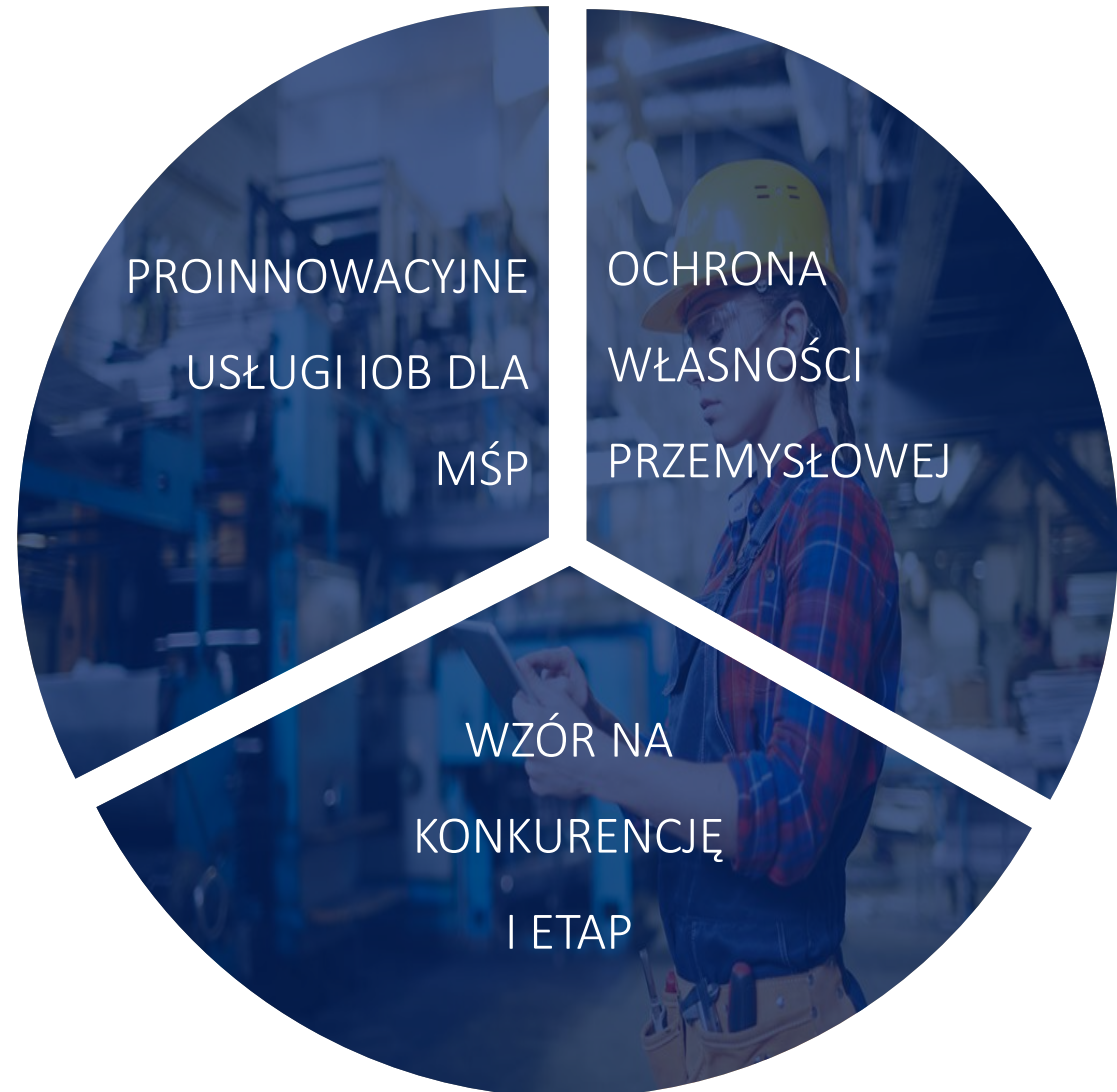 PROINNOWACYJNE
USŁUGI IOB DLA
MŚP
OCHRONA
WŁASNOŚCI
PRZEMYSŁOWEJ
WZÓR NA
KONKURENCJĘ
I ETAP